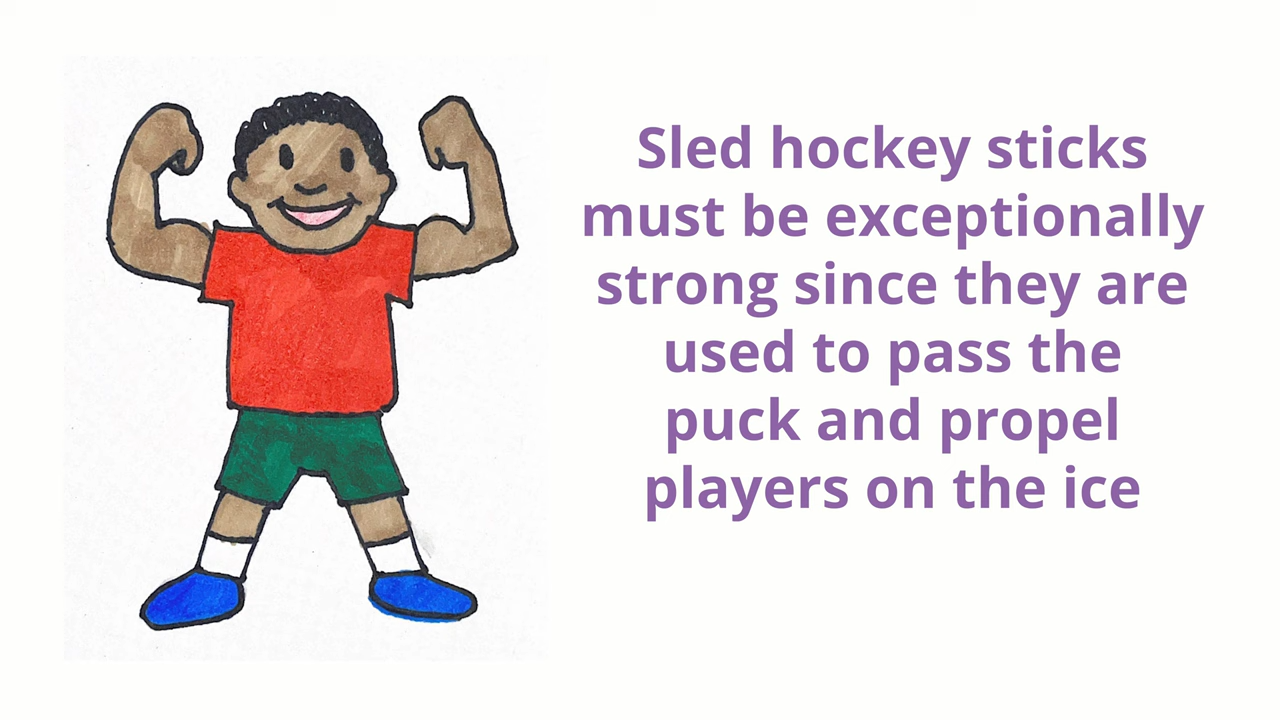 Sled hockey sticks
must be exceptionally
strong since they are
used to pass the
puck and propel
players on the ice